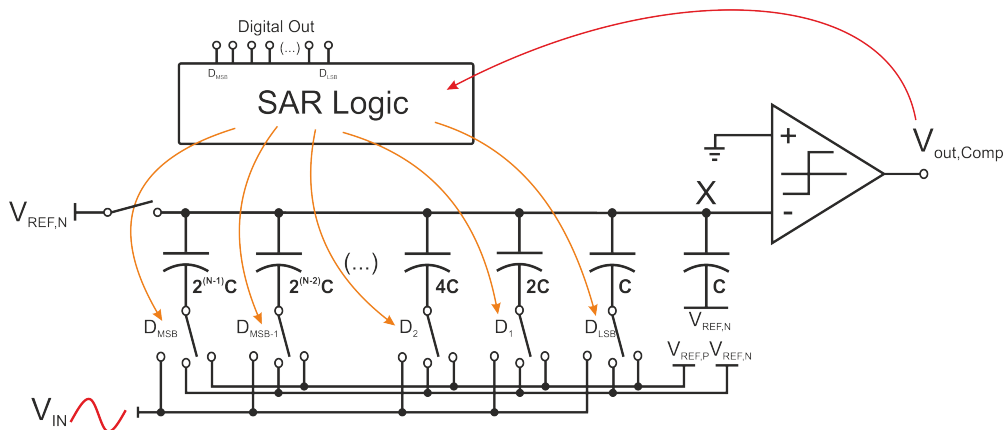 Digital Out
(...)
D_MSB D_LSB
SAR Logic
V_out,Comp
+
V_REF,N
X
-
(...)
2^(N-1)C 2^(N-2)C 4C 2C C C
V_REF,N
D_MSB D_MSB-1 D_2 D_1 D_LSB
V_REF,P V_REF,N
V_IN